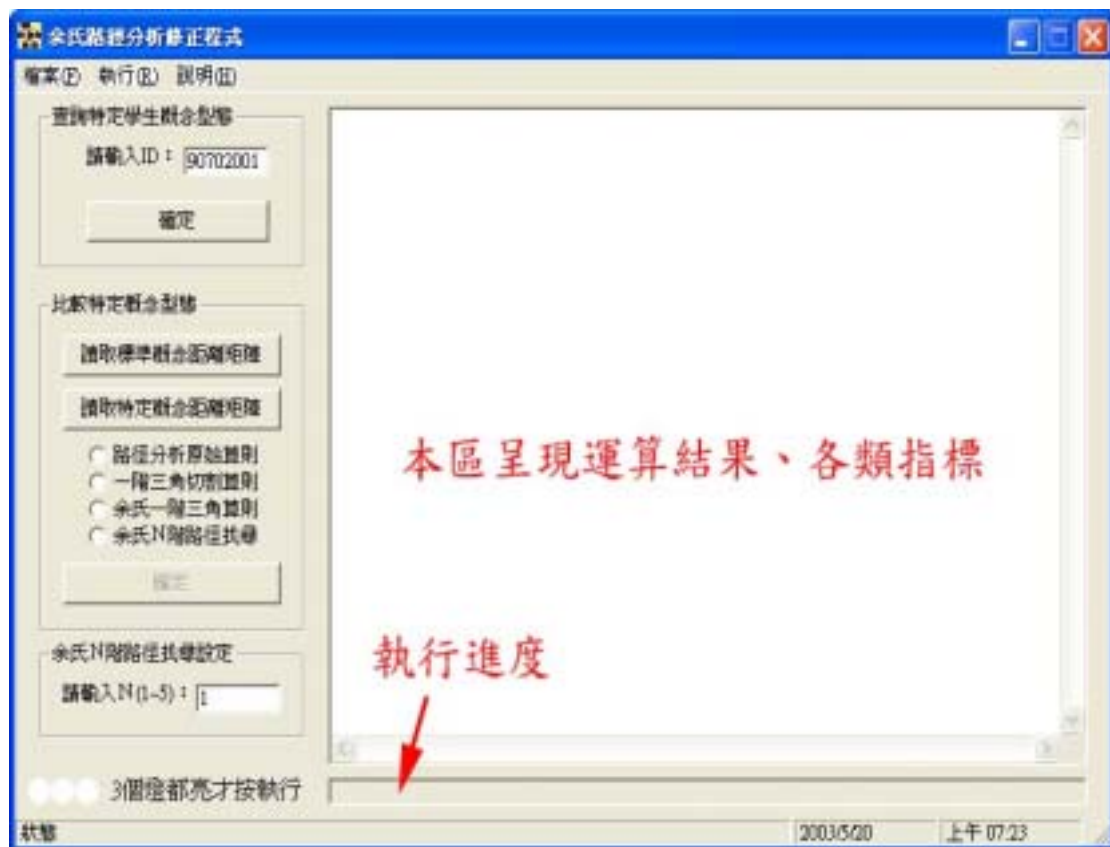 余氏路徑分析修正程式
檔案(F) 執行(R) 說明(H)
查詢特定學生概念型態
請輸入ID：90702001
確定
比較特定概念型態
讀取標準概念距離矩陣
讀取特定概念距離矩陣
路徑分析原始算則
一階三角切割算則
余氏一階三角算則
余氏N階路徑找尋
確定
余氏N階路徑找尋設定
請輸入N(1~5)：1
本區呈現運算結果、各類指標
執行進度
3個燈都亮才按執行
狀態 2003/5/20 上午 07:23